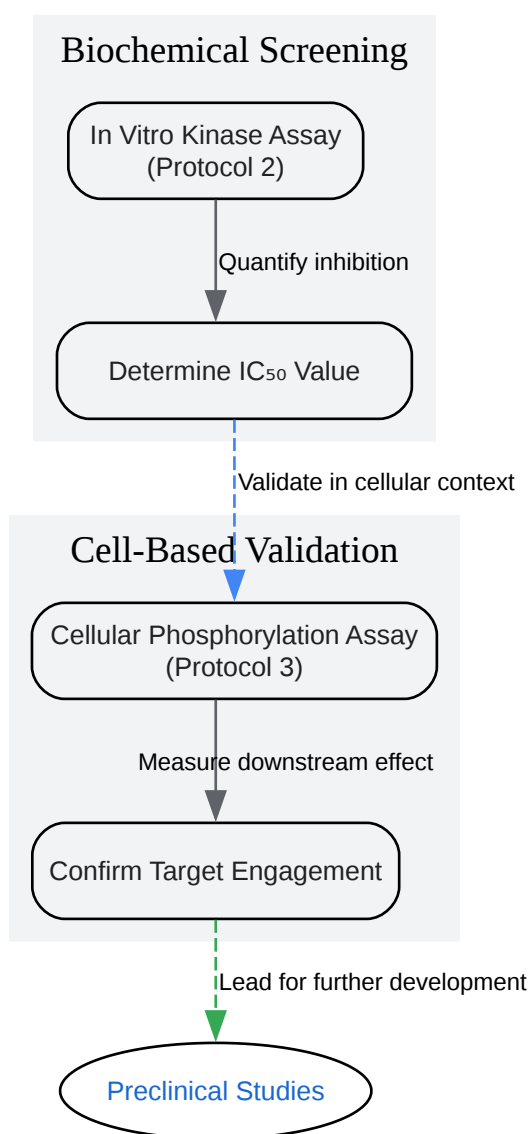 Biochemical Screening
In Vitro Kinase Assay
(Protocol 2)
Quantify inhibition
Determine IC₅₀ Value
Validate in cellular context
Cell-Based Validation
Cellular Phosphorylation Assay
(Protocol 3)
Measure downstream effect
Confirm Target Engagement
Lead for further development
Preclinical Studies